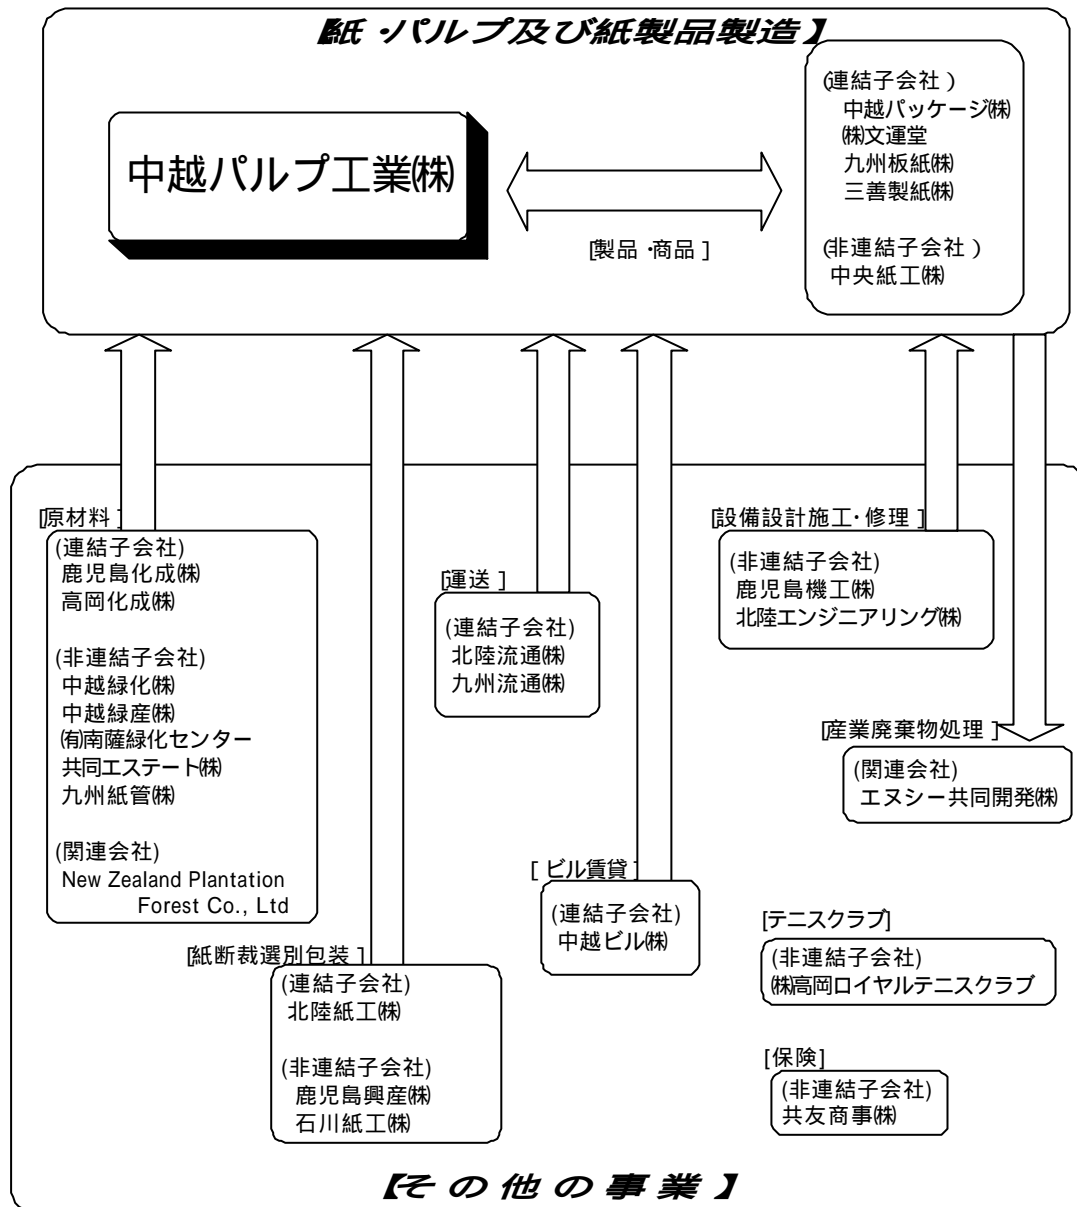 【紙・パルプ及び紙製品製造】
中越パルプ工業㈱
[製品・商品]
(連結子会社)
中越パッケージ㈱
㈱文運堂
九州板紙㈱
三善製紙㈱
(非連結子会社)
中央紙工㈱
[原材料]
(連結子会社)
鹿児島化成㈱
高岡化成㈱
(非連結子会社)
中越緑化㈱
中越緑産㈱
㈲南薩緑化センター
共同エステート㈱
九州紙管㈱
(関連会社)
New Zealand Plantation
Forest Co., Ltd
[紙断裁選別包装]
(連結子会社)
北陸紙工㈱
(非連結子会社)
鹿児島興産㈱
石川紙工㈱
[運送]
(連結子会社)
北陸流通㈱
九州流通㈱
[ビル賃貸]
(連結子会社)
中越ビル㈱
[設備設計施工・修理]
(非連結子会社)
鹿児島機工㈱
北陸エンジニアリング㈱
[産業廃棄物処理]
(関連会社)
エヌシー共同開発㈱
[テニスクラブ]
(非連結子会社)
㈱高岡ロイヤルテニスクラブ
[保険]
(非連結子会社)
共友商事㈱
【その他の事業】